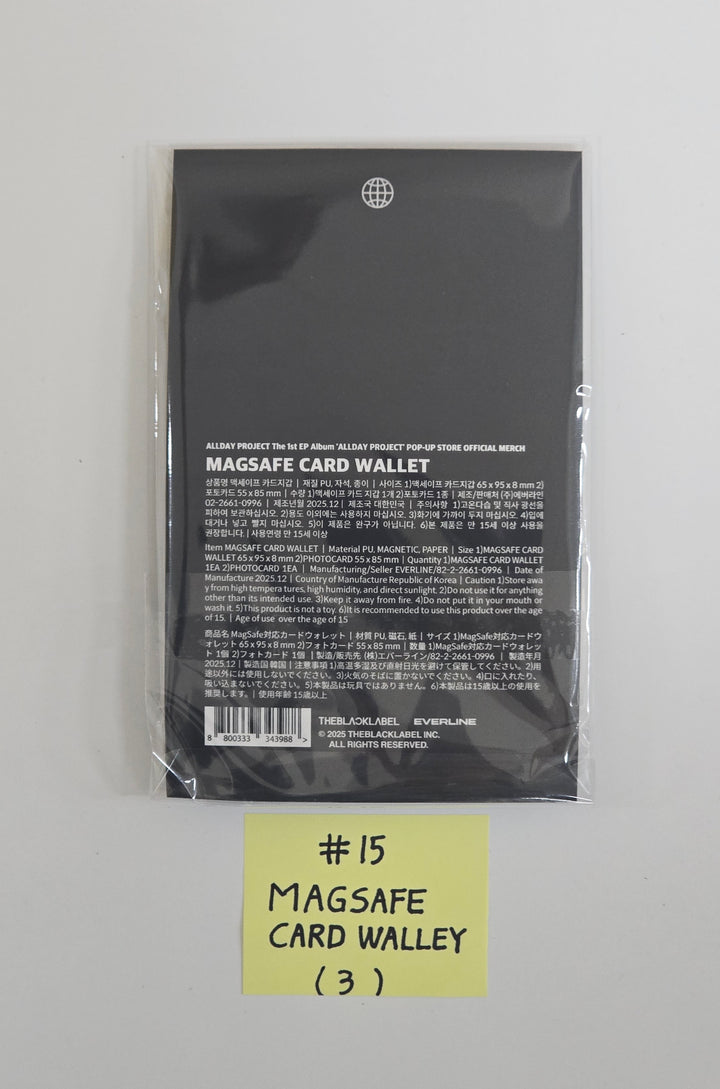 ALLDAY PROJECT The 1st EP Album 'ALLDAY PROJECT' POP-UP STORE OFFICIAL MERCH
MAGSAFE CARD WALLET
상품명 맥세이프 카드지갑 | 재질 PU, 자석, 종이 | 사이즈 1)맥세이프 카드지갑 65 x 95 x 8 mm 2)
포토카드 55 x 85 mm | 수량 1)맥세이프 카드 지갑 1개 2)포토카드 1종 | 제조/판매처 (주)에버라인
02-2661-0996 | 제조년월 2025.12 | 제조국 대한민국 | 주의사항 1)고온다습 및 직사 광선을
피하여 보관하십시오. 2)용도 이외에는 사용하지 마십시오. 3)화기에 가까이 두지 마십시오. 4)입에
대거나 넣고 빨지 마십시오. 5)이 제품은 완구가 아닙니다. 6)본 제품은 만 15세 이상 사용을
권장합니다. | 사용연령 만 15세 이상
Item MAGSAFE CARD WALLET | Material PU, MAGNETIC, PAPER | Size 1)MAGSAFE CARD
WALLET 65 x 95 x 8 mm 2)PHOTOCARD 55 x 85 mm | Quantity 1)MAGSAFE CARD WALLET
1EA 2)PHOTOCARD 1EA | Manufacturing/Seller EVERLINE/82-2-2661-0996 | Date of
Manufacture 2025.12 | Country of Manufacture Republic of Korea | Caution 1)Store awa
y from high tempera tures, high humidity, and direct sunlight. 2)Do not use it for anything
other than its intended use. 3)Keep it away from fire. 4)Do not put it in your mouth or
wash it. 5)This product is not a toy 6)It is recommended to use this product over the age
of 15. | Age of use over the age of 15
商品名 MagSafe対応カードウォレット | 材質 PU, 磁石, 紙 | サイズ 1)MagSafe対応カードウ
ォレット 65 x 95 x 8 mm 2)フォトカード 55 x 85 mm | 数量 1)MagSafe対応カードウォレッ
ト 1個 2)フォトカード 1個 | 製造/販売先 (株)エバーライン/82-2-2661-0996 | 製造年月
2025.12 | 製造国 韓国 | 注意事項 1)高温多湿及び直射日光を避けて保管してください。2)用
途以外には使用しないでください。3)火気のそばに置かないでください。4)口に入れたり、
吸い込まないでください。5)本製品は玩具ではありません。6)本製品は15歳以上の使用を
推奨します。| 使用年齢 15歳以上
8 800333 343988 >
THEBLACKLABEL EVERLINE
© 2025 THEBLACKLABEL INC.
ALL RIGHTS RESERVED.
#15
MAGSAFE
CARD WALLEY
(3)